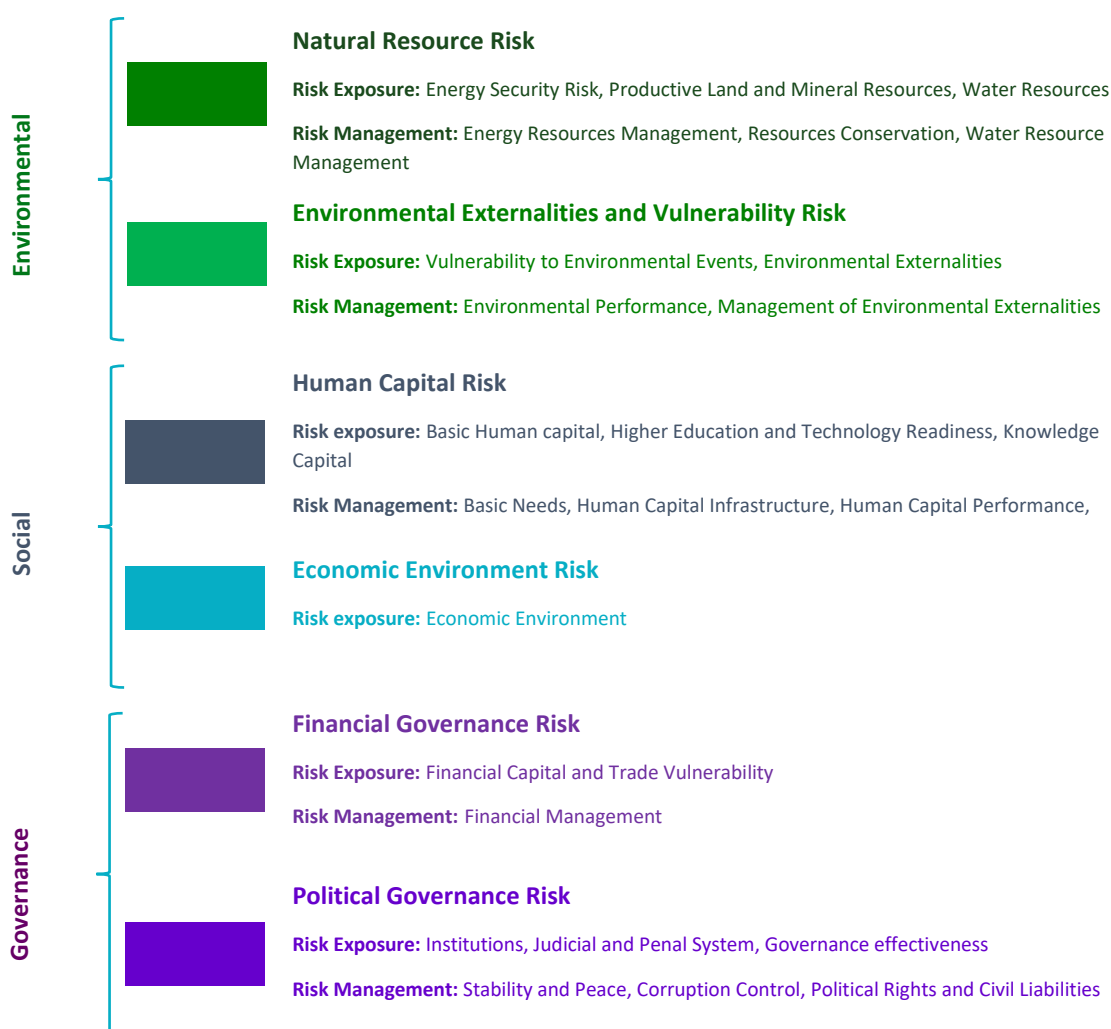 Environmental
Natural Resource Risk
Risk Exposure: Energy Security Risk, Productive Land and Mineral Resources, Water Resources
Risk Management: Energy Resources Management, Resources Conservation, Water Resource
Management
Environmental Externalities and Vulnerability Risk
Risk Exposure: Vulnerability to Environmental Events, Environmental Externalities
Risk Management: Environmental Performance, Management of Environmental Externalities
Social
Human Capital Risk
Risk exposure: Basic Human capital, Higher Education and Technology Readiness, Knowledge
Capital
Risk Management: Basic Needs, Human Capital Infrastructure, Human Capital Performance,
Economic Environment Risk
Risk exposure: Economic Environment
Governance
Financial Governance Risk
Risk Exposure: Financial Capital and Trade Vulnerability
Risk Management: Financial Management
Political Governance Risk
Risk Exposure: Institutions, Judicial and Penal System, Governance effectiveness
Risk Management: Stability and Peace, Corruption Control, Political Rights and Civil Liabilities